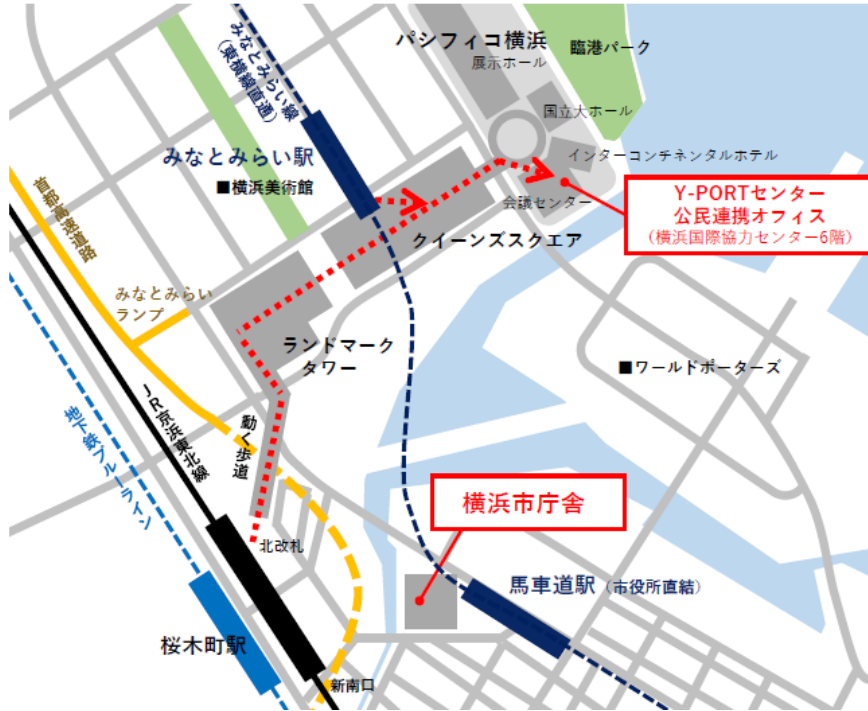 パシフィコ横浜
展示ホール
臨港パーク
みなとみらい線
(東横線直通)
国立大ホール
みなとみらい駅
■横浜美術館
インターコンチネンタルホテル
会議センター
Y-PORTセンター
公民連携オフィス
(横浜国際協力センター6階)
首都高速道路
クイーンズスクエア
みなとみらい
ランプ
ランドマーク
タワー
■ワールドポーターズ
JR京浜東北線
地下鉄ブルーライン
動く歩道
横浜市庁舎
北改札
馬車道駅(市役所直結)
桜木町駅
新南口